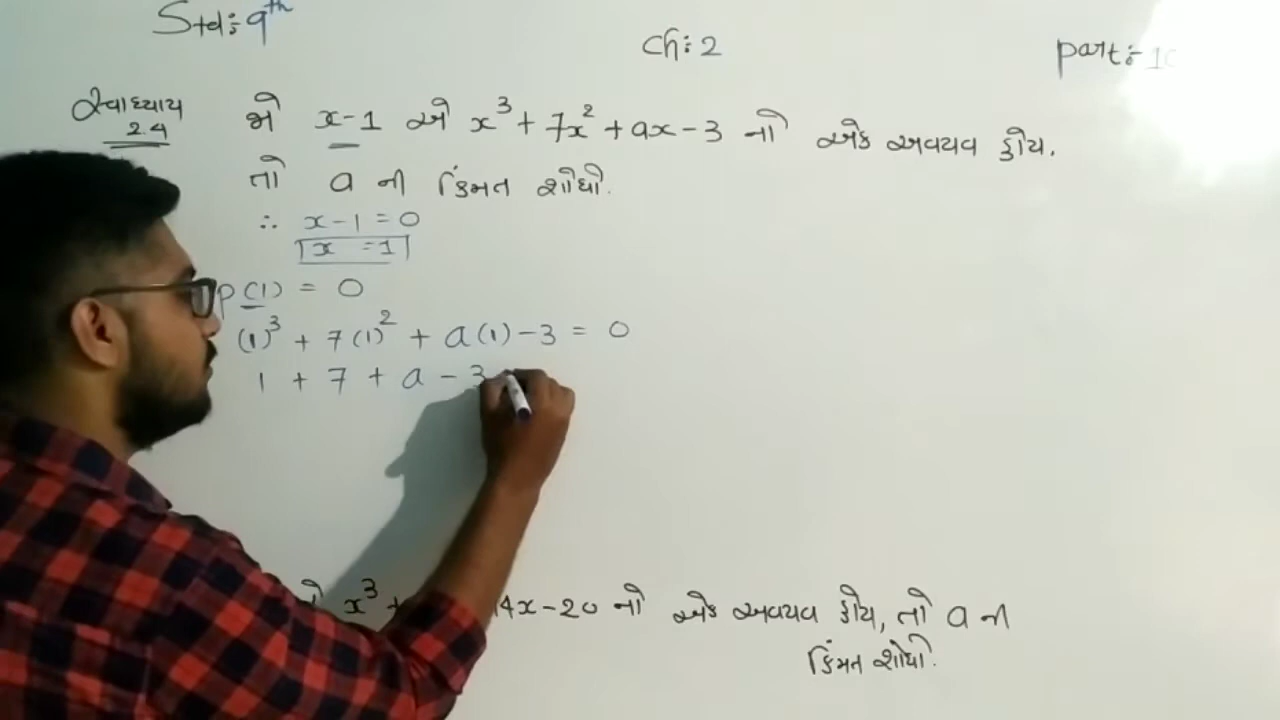 Std: 9th
Ch: 2
part:-
સ્વાધ્યાય 2.4
જો x-1 એ x³ + 7x² + ax - 3 નો એક અવયવ હોય.
તો a ની કિંમત શોધો.
∴ x - 1 = 0
x = 1
p(1) = 0
(1)³ + 7(1)² + a(1) - 3 = 0
1 + 7 + a - 3
x³ + 4x - 20 નો એક અવયવ હોય, તો a ની
કિંમત શોધો.